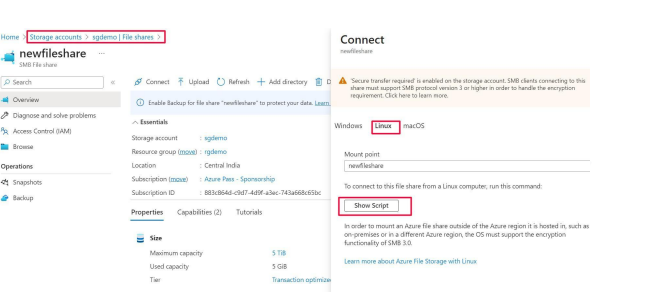 Home > Storage accounts > sgdemo | File shares >
newfileshare ...
SMB File share
Search
«
Overview
Diagnose and solve problems
Access Control (IAM)
Browse
Operations
Snapshots
Backup
Connect
Upload
Refresh
Add directory
D
Enable Backup for file share "newfileshare" to protect your data. Learn
Essentials
Storage account : sgdemo
Resource group (move) : rgdemo
Location : Central India
Subscription (move) : Azure Pass - Sponsorship
Subscription ID : 883c864d-c9d7-4d9f-a3ec-743a668c65bc
Properties Capabilities (2) Tutorials
Size
Maximum capacity 5 TiB
Used capacity 5 GiB
Tier Transaction optimize
Connect
newfileshare
'Secure transfer required' is enabled on the storage account. SMB clients connecting to this
share must support SMB protocol version 3 or higher in order to handle the encryption
requirement. Click here to learn more.
Windows Linux macOS
Mount point
newfileshare
To connect to this file share from a Linux computer, run this command:
Show Script
In order to mount an Azure file share outside of the Azure region it is hosted in, such as
on-premises or in a different Azure region, the OS must support the encryption
functionality of SMB 3.0.
Learn more about Azure File Storage with Linux